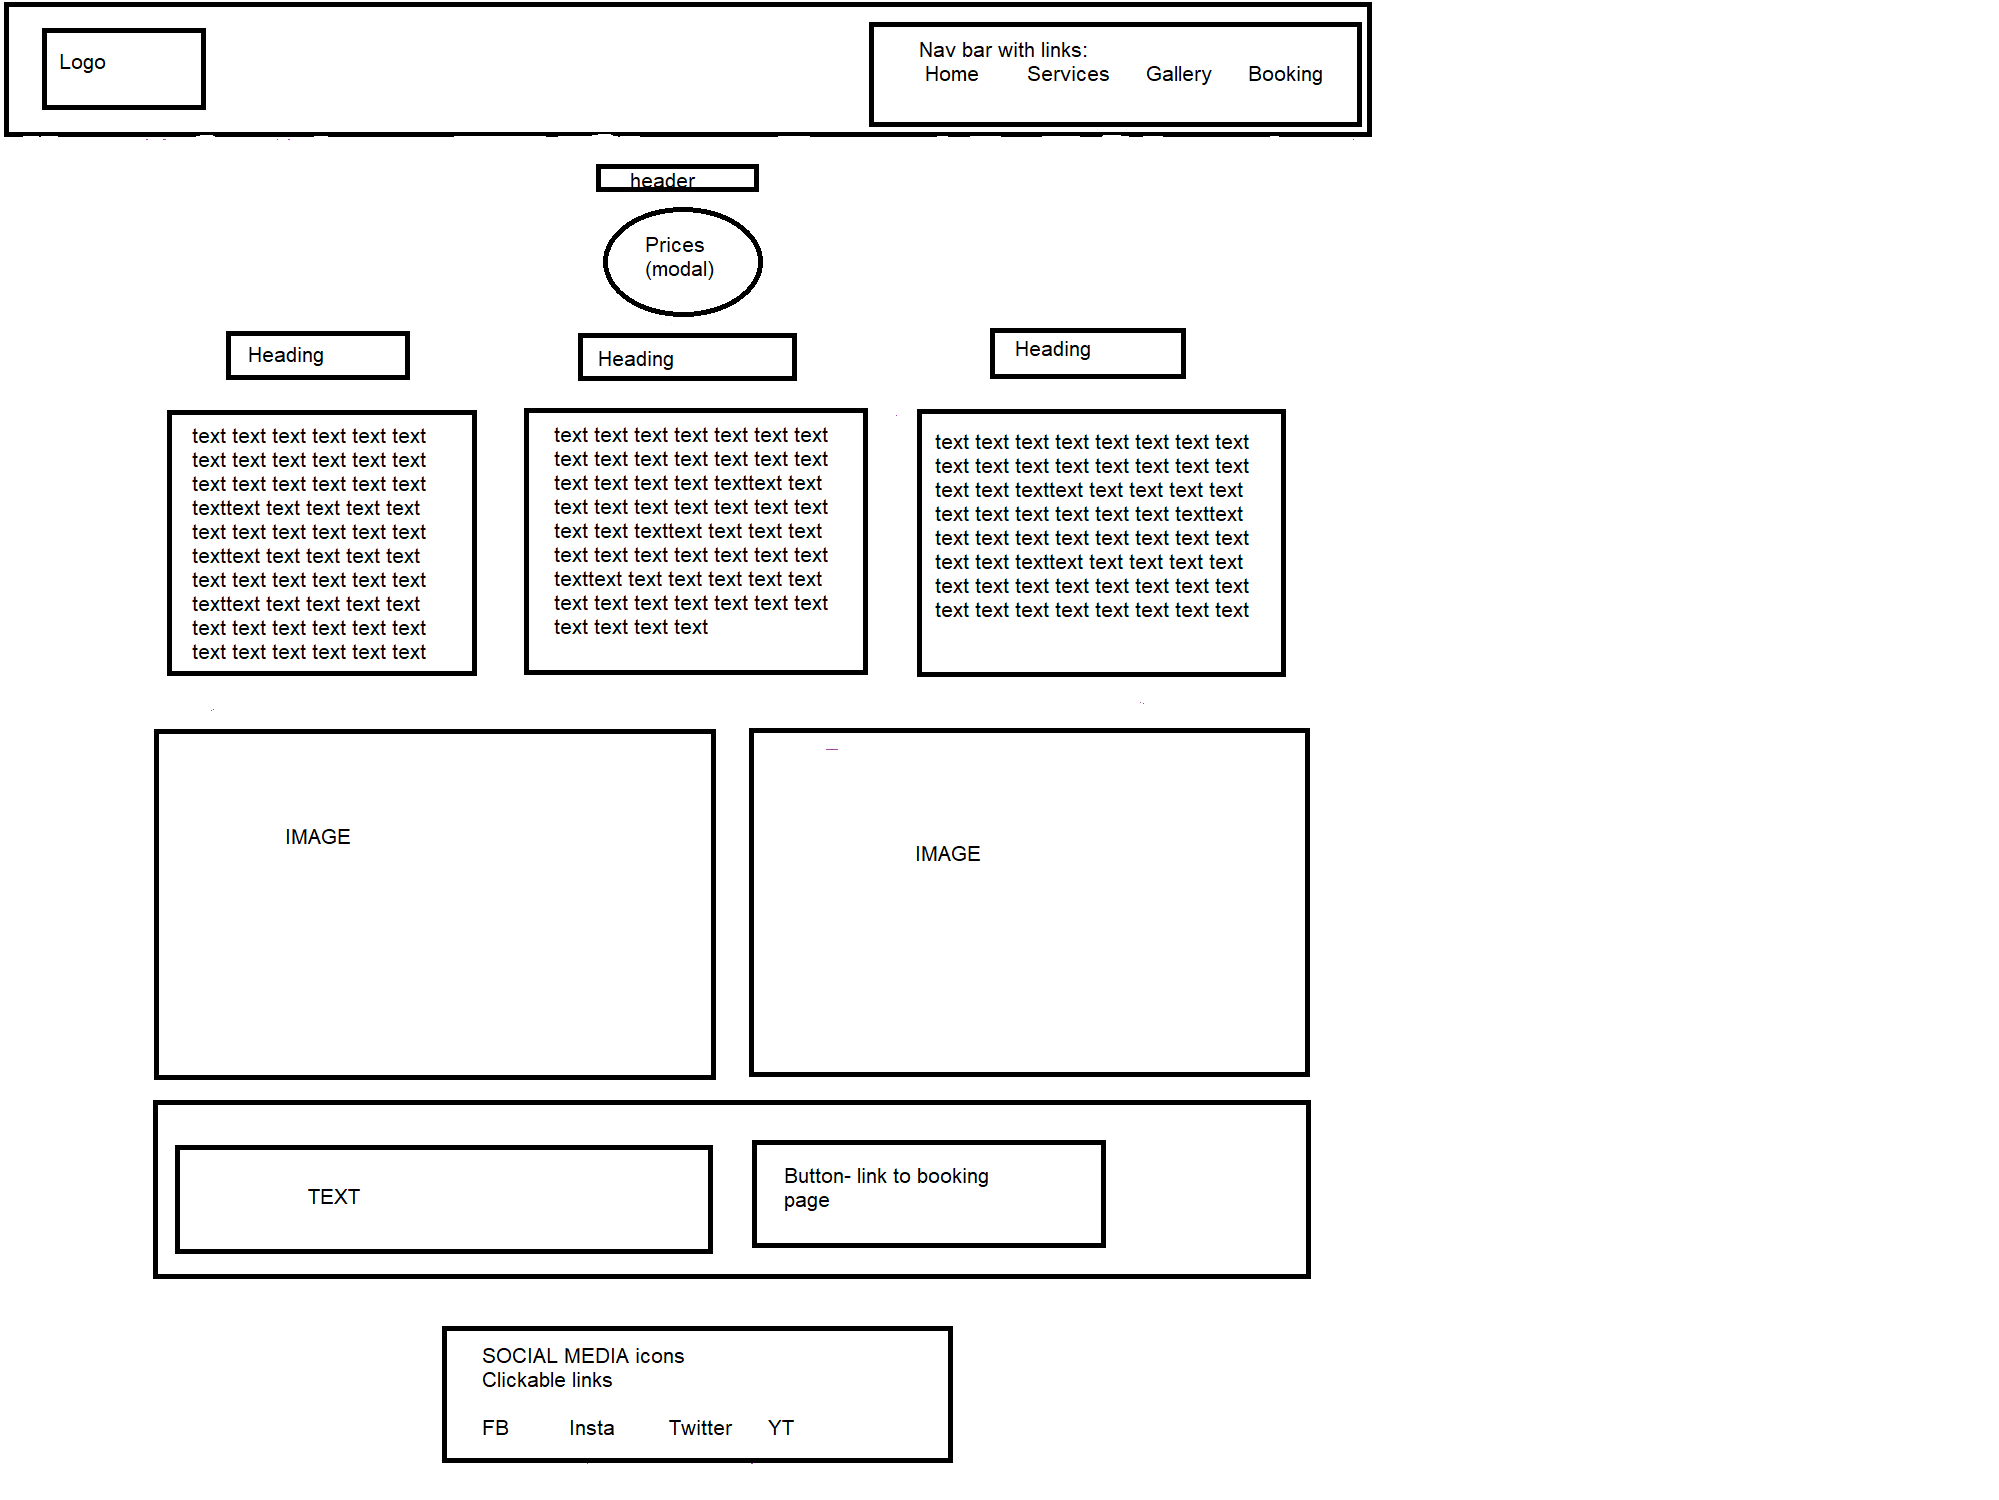 Logo
Nav bar with links:
Home Services Gallery Booking
header
Prices
(modal)
Heading
Heading
Heading
text text text text text text
text text text text text text
text text text text text text
texttext text text text text
text text text text text text
texttext text text text text
text text text text text text
texttext text text text text
text text text text text text
text text text text text text
text text text text text text text
text text text text text text text
text text text text texttext text
text text text text text text text
text text texttext text text text
text text text text text text text
texttext text text text text text
text text text text text text text
text text text text
text text text text text text text text
text text text text text text text text
text text texttext text text text text
text text text text text text texttext
text text text text text text text text
text text texttext text text text text
text text text text text text text text
text text text text text text text text
IMAGE
IMAGE
TEXT
Button- link to booking
page
SOCIAL MEDIA icons
Clickable links
FB Insta Twitter YT